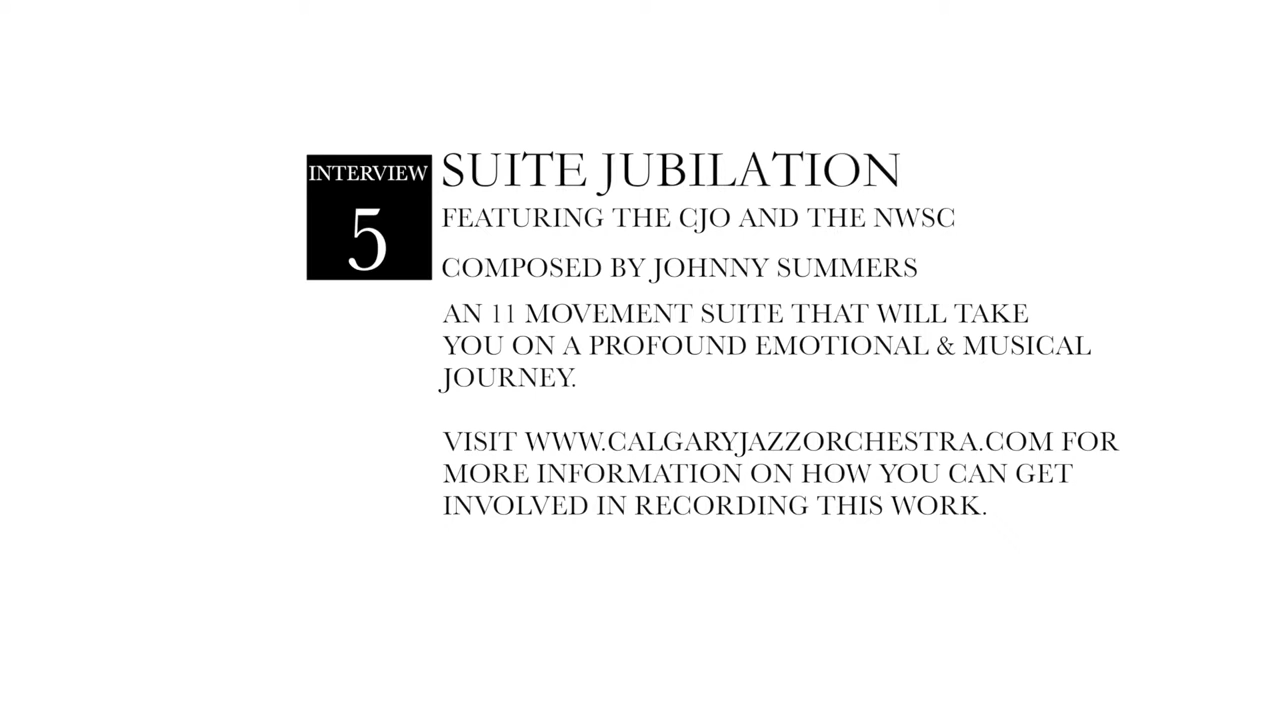 INTERVIEW
5
SUITE JUBILATION
FEATURING THE CJO AND THE NWSC
COMPOSED BY JOHNNY SUMMERS
AN 11 MOVEMENT SUITE THAT WILL TAKE
YOU ON A PROFOUND EMOTIONAL & MUSICAL
JOURNEY.
VISIT WWW.CALGARYJAZZORCHESTRA.COM FOR
MORE INFORMATION ON HOW YOU CAN GET
INVOLVED IN RECORDING THIS WORK.